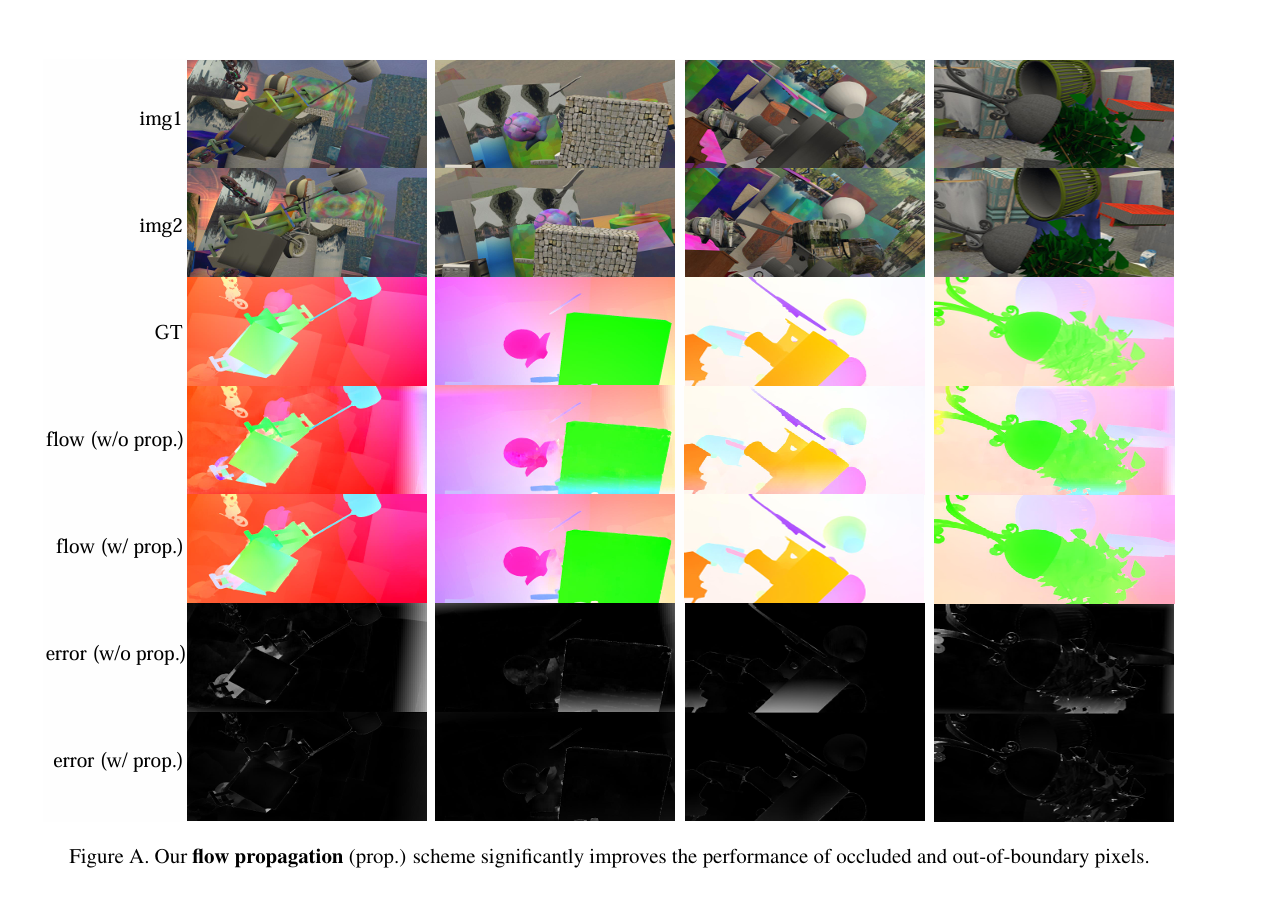 img1
img2
GT
flow (w/o prop.)
flow (w/ prop.)
error (w/o prop.)
error (w/ prop.)
Figure A. Our flow propagation (prop.) scheme significantly improves the performance of occluded and out-of-boundary pixels.